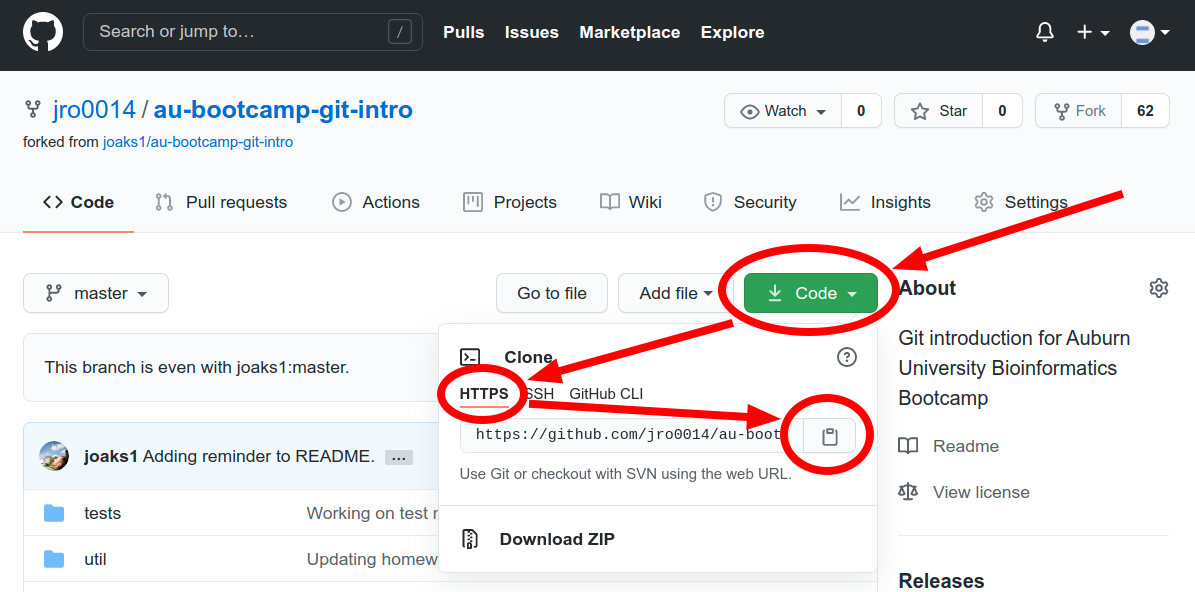 Search or jump to… / Pulls Issues Marketplace Explore
jro0014 / au-bootcamp-git-intro Watch 0 Star 0 Fork 62
forked from joaks1/au-bootcamp-git-intro
Code Pull requests Actions Projects Wiki Security Insights Settings
master Go to file Add file Code About
Git introduction for Auburn
University Bioinformatics
Bootcamp
This branch is even with joaks1:master.
Clone
HTTPS SSH GitHub CLI
https://github.com/jro0014/au-boot
Use Git or checkout with SVN using the web URL.
Download ZIP
joaks1 Adding reminder to README. ...
tests Working on test
util Updating homew
Readme
View license
Releases